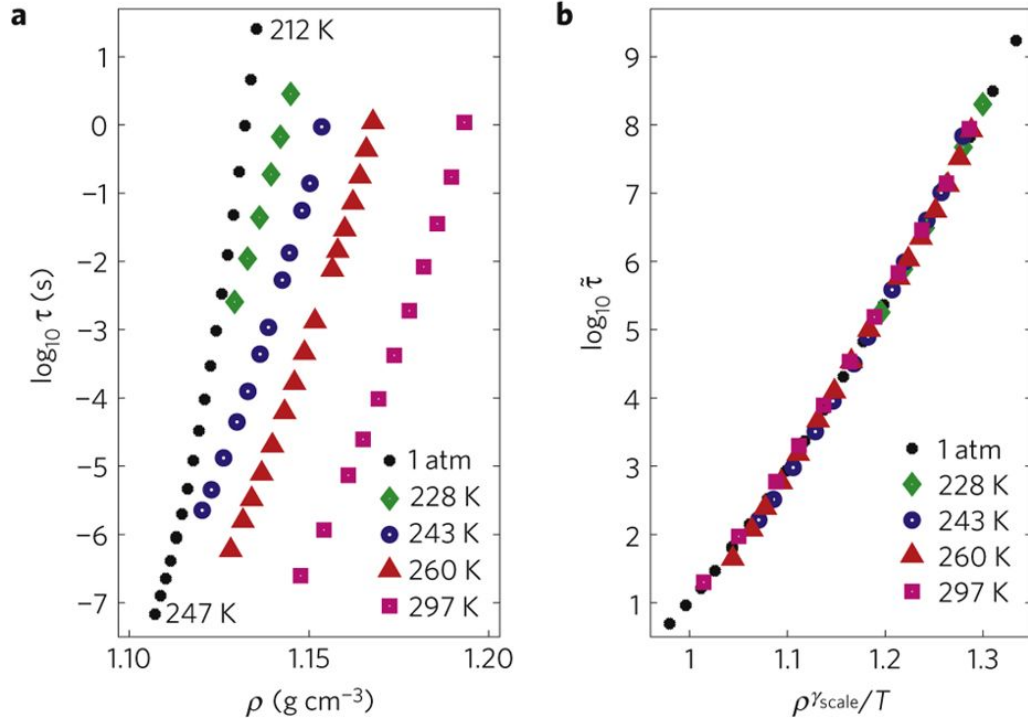 a
212 K
1
0
−1
−2
−3
−4
−5
−6
−7
log₁₀ τ (s)
247 K
1 atm
228 K
243 K
260 K
297 K
1.10
1.15
1.20
ρ (g cm⁻³)
b
9
8
7
6
5
4
3
2
1
log₁₀ τ̃
1 atm
228 K
243 K
260 K
297 K
1
1.1
1.2
1.3
ρ^γscale/T